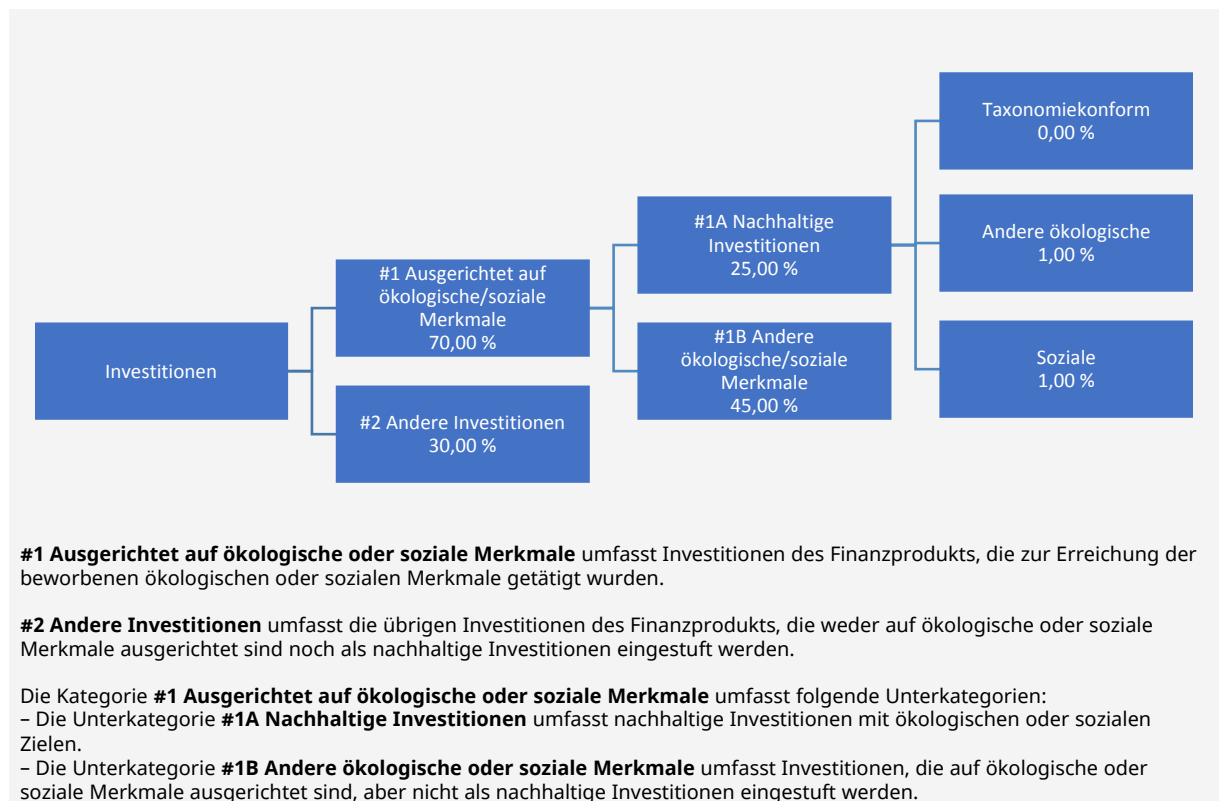 Taxonomiekonform
0,00 %
#1A Nachhaltige
Investitionen
25,00 %
Andere ökologische
1,00 %
#1 Ausgerichtet auf
ökologische/soziale
Merkmale
70,00 %
Investitionen
#1B Andere
ökologische/soziale
Merkmale
45,00 %
Soziale
1,00 %
#2 Andere Investitionen
30,00 %
#1 Ausgerichtet auf ökologische oder soziale Merkmale umfasst Investitionen des Finanzprodukts, die zur Erreichung der
beworbenen ökologischen oder sozialen Merkmale getätigt wurden.
#2 Andere Investitionen umfasst die übrigen Investitionen des Finanzprodukts, die weder auf ökologische oder soziale
Merkmale ausgerichtet sind noch als nachhaltige Investitionen eingestuft werden.
Die Kategorie #1 Ausgerichtet auf ökologische oder soziale Merkmale umfasst folgende Unterkategorien:
– Die Unterkategorie #1A Nachhaltige Investitionen umfasst nachhaltige Investitionen mit ökologischen oder sozialen
Zielen.
– Die Unterkategorie #1B Andere ökologische oder soziale Merkmale umfasst Investitionen, die auf ökologische oder
soziale Merkmale ausgerichtet sind, aber nicht als nachhaltige Investitionen eingestuft werden.